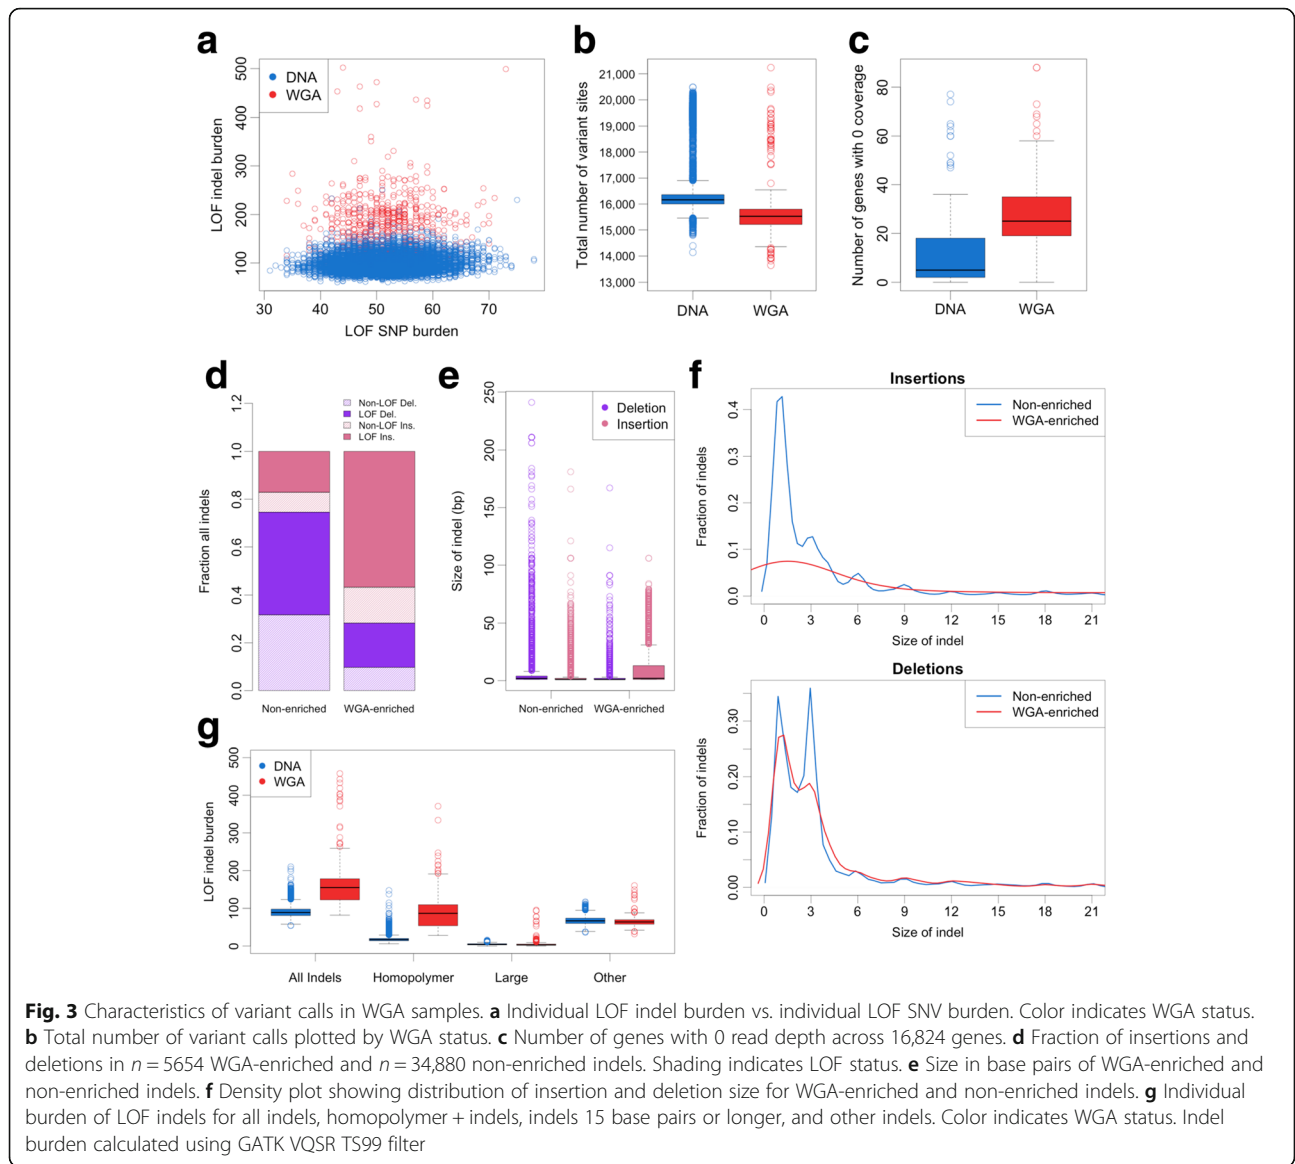 a
500
400
300
200
100
LOF indel burden
DNA
WGA
30 40 50 60 70
LOF SNP burden
b
21,000
20,000
19,000
18,000
17,000
16,000
15,000
14,000
13,000
Total number of variant sites
DNA WGA
c
80
60
40
20
0
Number of genes with 0 coverage
DNA WGA
d
Non-LOF Del.
LOF Del.
Non-LOF Ins.
LOF Ins.
1.2
1.0
0.8
0.6
0.4
0.2
0.0
Fraction all indels
Non-enriched WGA-enriched
e
250
200
150
100
50
0
Size of indel (bp)
Deletion
Insertion
Non-enriched WGA-enriched
f
Insertions
Non-enriched
WGA-enriched
0.4
0.3
0.2
0.1
0.0
Fraction of indels
0 3 6 9 12 15 18 21
Size of indel
Deletions
Non-enriched
WGA-enriched
0.30
0.20
0.10
0.00
Fraction of indels
0 3 6 9 12 15 18 21
Size of indel
g
500
400
300
200
100
0
LOF indel burden
DNA
WGA
All Indels Homopolymer Large Other
Fig. 3 Characteristics of variant calls in WGA samples. a Individual LOF indel burden vs. individual LOF SNV burden. Color indicates WGA status.
b Total number of variant calls plotted by WGA status. c Number of genes with 0 read depth across 16,824 genes. d Fraction of insertions and
deletions in n = 5654 WGA-enriched and n = 34,880 non-enriched indels. Shading indicates LOF status. e Size in base pairs of WGA-enriched and
non-enriched indels. f Density plot showing distribution of insertion and deletion size for WGA-enriched and non-enriched indels. g Individual
burden of LOF indels for all indels, homopolymer + indels, indels 15 base pairs or longer, and other indels. Color indicates WGA status. Indel
burden calculated using GATK VQSR TS99 filter